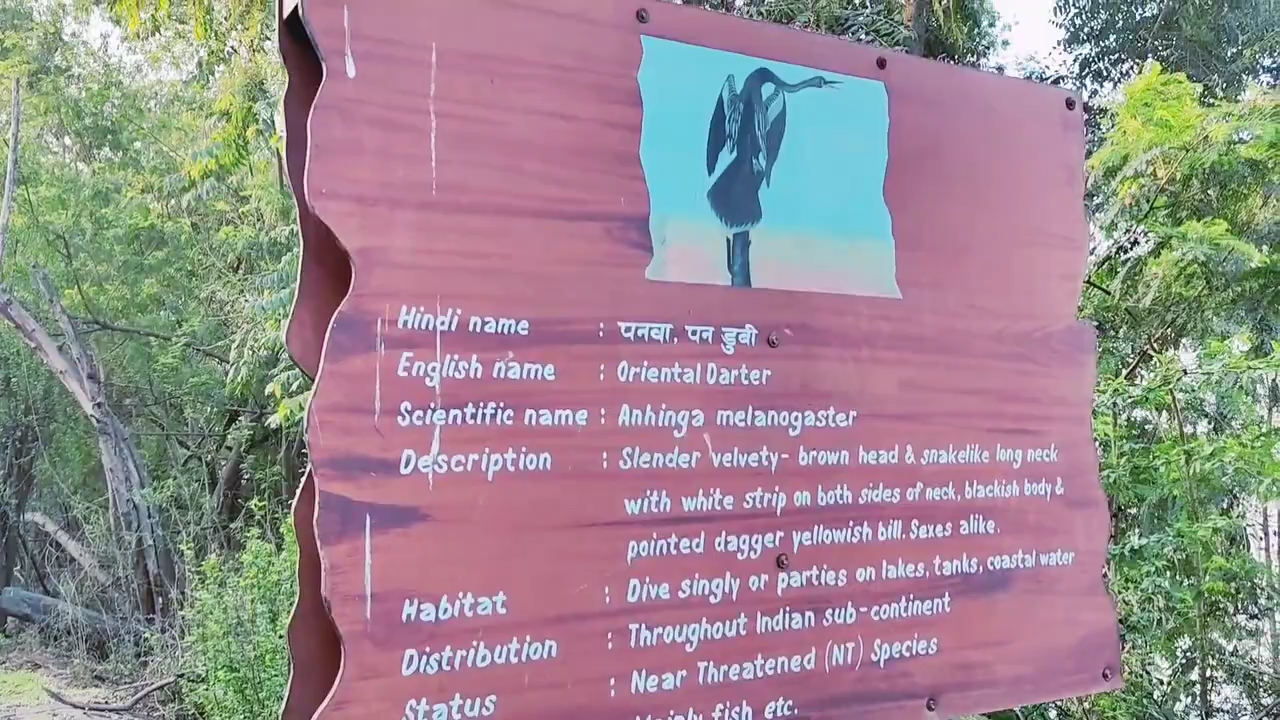 Hindi name : पनवा, पन डुबी
English name : Oriental Darter
Scientific name : Anhinga melanogaster
Description : Slender velvety- brown head & snakelike long neck
with white strip on both sides of neck, blackish body &
pointed dagger yellowish bill. Sexes alike.
Habitat : Dive singly or parties on lakes, tanks, coastal water
Distribution : Throughout Indian sub-continent
Status : Near Threatened (NT) Species
Mainly fish etc.